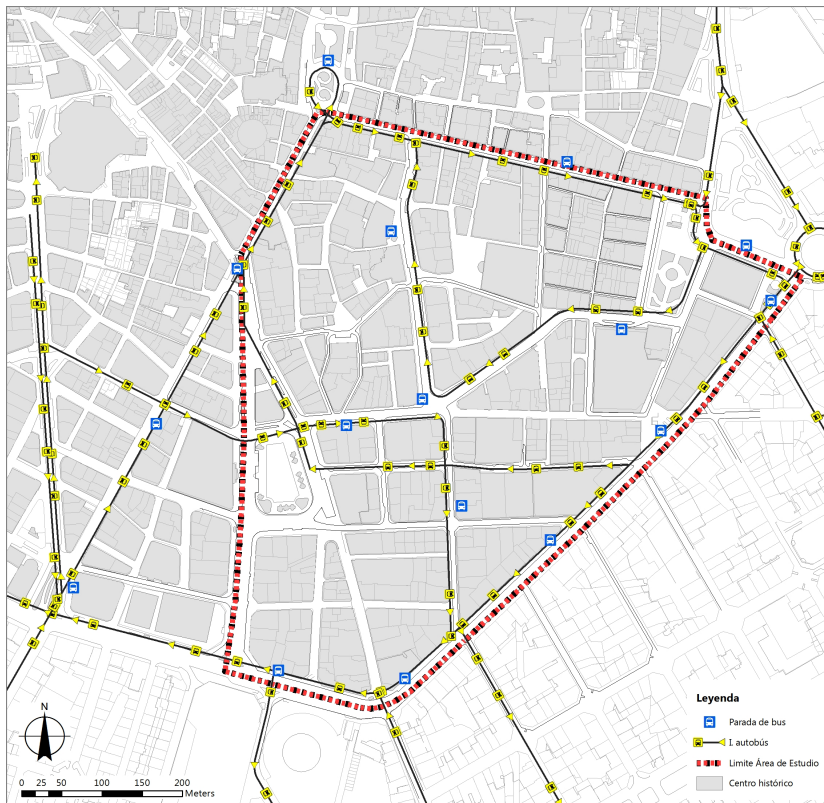 Leyenda
Parada de bus
I. autobús
Limite Área de Estudio
Centro histórico
N
0 25 50 100 150 200
Meters